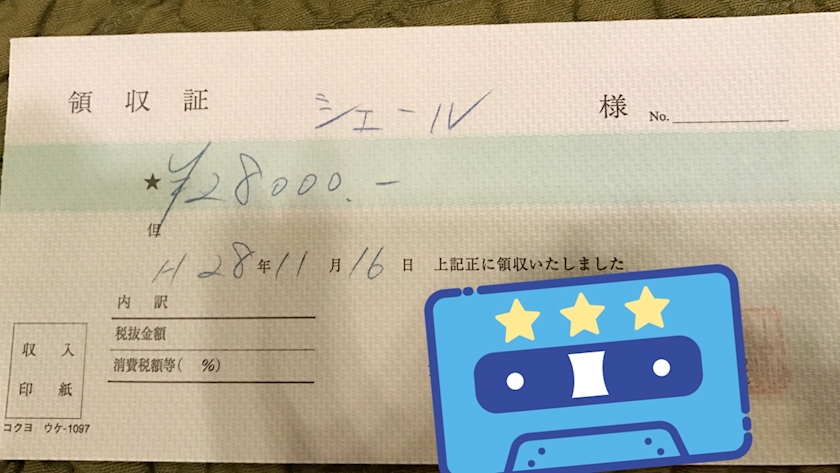 領収証 シエール 様 No.
★ ¥28000.-
但
H28年11月16日 上記正に領収いたしました
内訳
税抜金額
消費税額等( %)
収入
印紙
コクヨ ウケ-1097